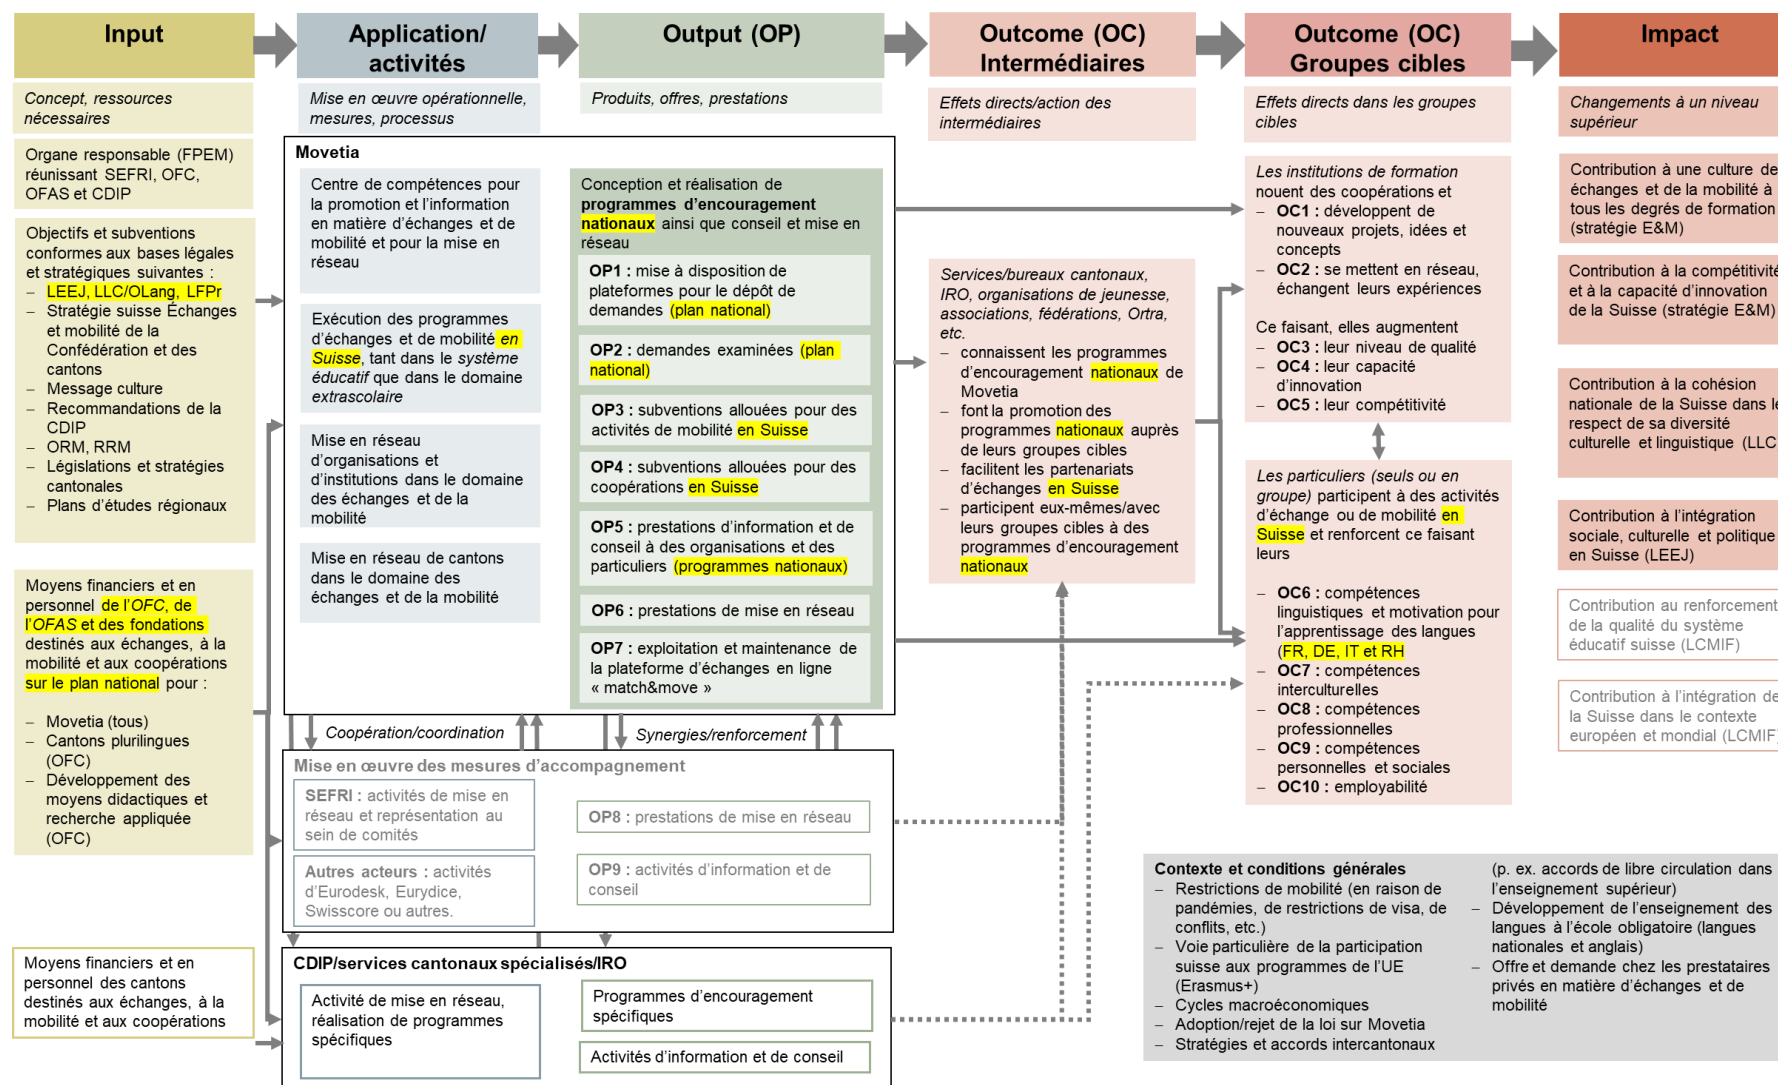 Input
Application/
activités
Output (OP)
Outcome (OC)
Intermédiaires
Outcome (OC)
Groupes cibles
Impact
Concept, ressources
nécessaires
Mise en œuvre opérationnelle,
mesures, processus
Produits, offres, prestations
Effets directs/action des
intermédiaires
Effets directs dans les groupes
cibles
Changements à un niveau
supérieur
Organe responsable (FPEM)
réunissant SEFRI, OFC,
OFAS et CDIP
Objectifs et subventions
conformes aux bases légales
et stratégiques suivantes :
– LEEJ, LLC/OLang, LFPr
– Stratégie suisse Échanges
et mobilité de la
Confédération et des
cantons
– Message culture
– Recommandations de la
CDIP
– ORM, RRM
– Législations et stratégies
cantonales
– Plans d’études régionaux
Moyens financiers et en
personnel de l’OFC, de
l’OFAS et des fondations
destinés aux échanges, à la
mobilité et aux coopérations
sur le plan national pour :
– Movetia (tous)
– Cantons plurilingues
(OFC)
– Développement des
moyens didactiques et
recherche appliquée
(OFC)
Moyens financiers et en
personnel des cantons
destinés aux échanges, à la
mobilité et aux coopérations
Movetia
Centre de compétences pour
la promotion et l’information
en matière d’échanges et de
mobilité et pour la mise en
réseau
Exécution des programmes
d’échanges et de mobilité en
Suisse, tant dans le système
éducatif que dans le domaine
extrascolaire
Mise en réseau
d’organisations et
d’institutions dans le domaine
des échanges et de la
mobilité
Mise en réseau de cantons
dans le domaine des
échanges et de la mobilité
Conception et réalisation de
programmes d’encouragement
nationaux ainsi que conseil et mise en
réseau
OP1 : mise à disposition de
plateformes pour le dépôt de
demandes (plan national)
OP2 : demandes examinées (plan
national)
OP3 : subventions allouées pour des
activités de mobilité en Suisse
OP4 : subventions allouées pour des
coopérations en Suisse
OP5 : prestations d’information et de
conseil à des organisations et des
particuliers (programmes nationaux)
OP6 : prestations de mise en réseau
OP7 : exploitation et maintenance de
la plateforme d’échanges en ligne
« match&move »
Coopération/coordination
Synergies/renforcement
Mise en œuvre des mesures d’accompagnement
SEFRI : activités de mise en
réseau et représentation au
sein de comités
Autres acteurs : activités
d’Eurodesk, Eurydice,
Swisscore ou autres.
OP8 : prestations de mise en réseau
OP9 : activités d’information et de
conseil
CDIP/services cantonaux spécialisés/IRO
Activité de mise en réseau,
réalisation de programmes
spécifiques
Programmes d’encouragement
spécifiques
Activités d’information et de conseil
Services/bureaux cantonaux,
IRO, organisations de jeunesse,
associations, fédérations, Ortra,
etc.
– connaissent les programmes
d’encouragement nationaux de
Movetia
– font la promotion des
programmes nationaux auprès
de leurs groupes cibles
– facilitent les partenariats
d’échanges en Suisse
– participent eux-mêmes/avec
leurs groupes cibles à des
programmes d’encouragement
nationaux
Les institutions de formation
nouent des coopérations et
– OC1 : développent de
nouveaux projets, idées et
concepts
– OC2 : se mettent en réseau,
échangent leurs expériences
Ce faisant, elles augmentent
– OC3 : leur niveau de qualité
– OC4 : leur capacité
d’innovation
– OC5 : leur compétitivité
Les particuliers (seuls ou en
groupe) participent à des activités
d’échange ou de mobilité en
Suisse et renforcent ce faisant
leurs
– OC6 : compétences
linguistiques et motivation pour
l’apprentissage des langues
(FR, DE, IT et RH
– OC7 : compétences
interculturelles
– OC8 : compétences
professionnelles
– OC9 : compétences
personnelles et sociales
– OC10 : employabilité
Contribution à une culture de
échanges et de la mobilité à
tous les degrés de formation
(stratégie E&M)
Contribution à la compétitivité
et à la capacité d’innovation
de la Suisse (stratégie E&M)
Contribution à la cohésion
nationale de la Suisse dans le
respect de sa diversité
culturelle et linguistique (LLC
Contribution à l’intégration
sociale, culturelle et politique
en Suisse (LEEJ)
Contribution au renforcement
de la qualité du système
éducatif suisse (LCMIF)
Contribution à l’intégration de
la Suisse dans le contexte
européen et mondial (LCMIF)
Contexte et conditions générales
– Restrictions de mobilité (en raison de
pandémies, de restrictions de visa, de
conflits, etc.)
– Voie particulière de la participation
suisse aux programmes de l’UE
(Erasmus+)
– Cycles macroéconomiques
– Adoption/rejet de la loi sur Movetia
– Stratégies et accords intercantonaux
(p. ex. accords de libre circulation dans
l’enseignement supérieur)
– Développement de l’enseignement des
langues à l’école obligatoire (langues
nationales et anglais)
– Offre et demande chez les prestataires
privés en matière d’échanges et de
mobilité